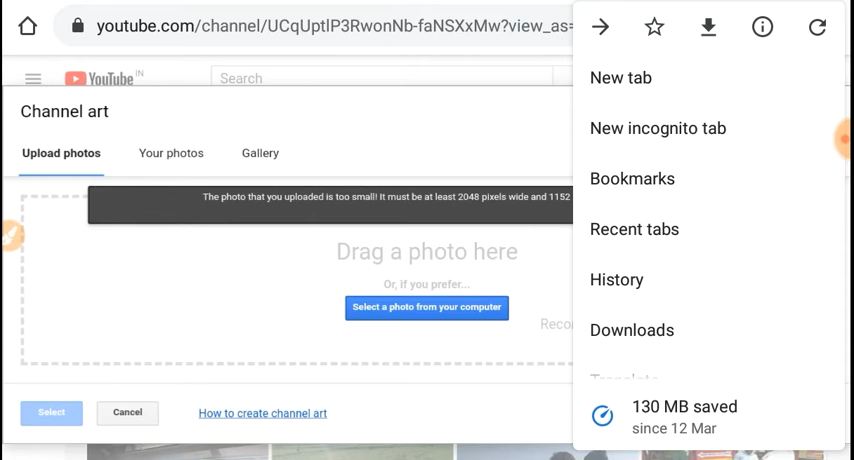 youtube.com/channel/UCqUptlP3RwonNb-faNSXxMw?view_as=
YouTube IN
Search
Channel art
Upload photos Your photos Gallery
The photo that you uploaded is too small! It must be at least 2048 pixels wide and 1152
Drag a photo here
Or, if you prefer...
Select a photo from your computer
Select Cancel How to create channel art
New tab
New incognito tab
Bookmarks
Recent tabs
History
Downloads
130 MB saved
since 12 Mar